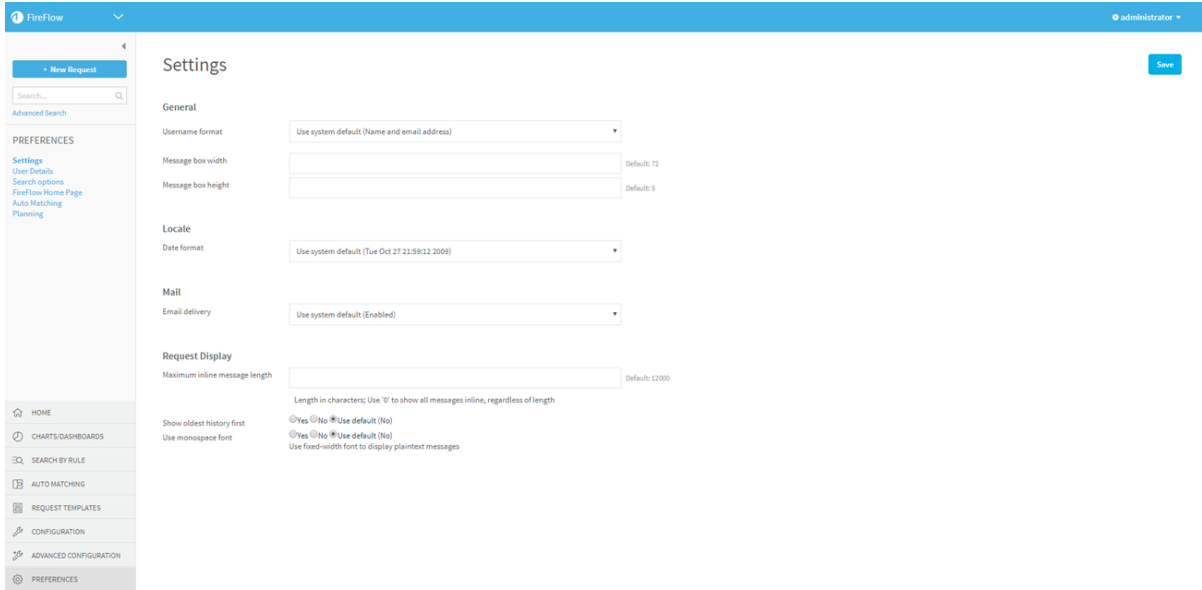 FireFlow
administrator
+ New Request
Search...
Advanced Search
PREFERENCES
Settings
User Details
Search options
FireFlow Home Page
Auto Matching
Planning
HOME
CHARTS/DASHBOARDS
SEARCH BY RULE
AUTO MATCHING
REQUEST TEMPLATES
CONFIGURATION
ADVANCED CONFIGURATION
PREFERENCES
Settings
Save
General
Username format Use system default (Name and email address)
Message box width Default: 72
Message box height Default: 5
Locale
Date format Use system default (Tue Oct 27 21:59:12 2009)
Mail
Email delivery Use system default (Enabled)
Request Display
Maximum inline message length Default: 12000
Length in characters; Use '0' to show all messages inline, regardless of length
Show oldest history first Yes No Use default (No)
Use monospace font Yes No Use default (No)
Use fixed-width font to display plaintext messages